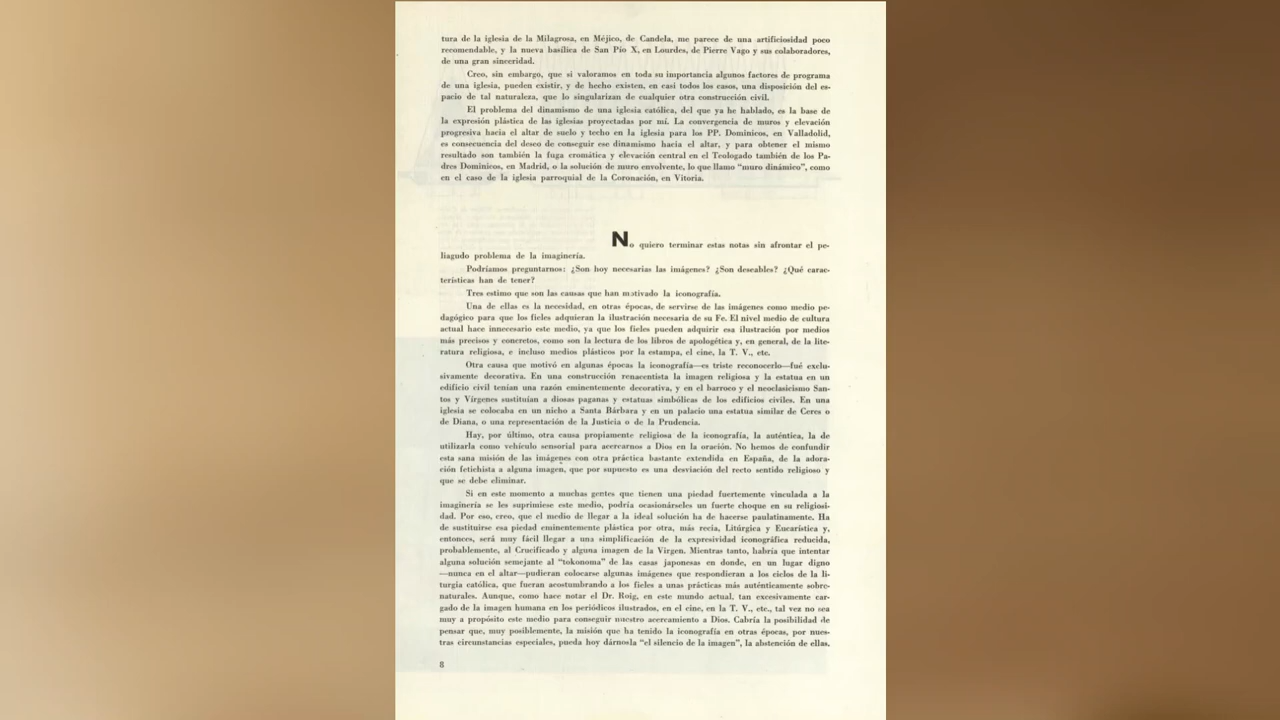 tura de la iglesia de la Milagrosa, en Méjico, de Candela, me parece de una artificiosidad poco
recomendable, y la nueva basílica de San Pío X, en Lourdes, de Pierre Vago y sus colaboradores,
de una gran sinceridad.
Creo, sin embargo, que si valoramos en toda su importancia algunos factores de programa
de una iglesia, pueden existir, y de hecho existen, en casi todos los casos, una disposición del es-
pacio de tal naturaleza, que lo singularizan de cualquier otra construcción civil.
El problema del dinamismo de una iglesia católica, del que ya he hablado, es la base de
la expresión plástica de las iglesias proyectadas por mí. La convergencia de muros y elevación
progresiva hacia el altar de suelo y techo en la iglesia para los PP. Dominicos, en Valladolid,
es consecuencia del deseo de conseguir ese dinamismo hacia el altar, y para obtener el mismo
resultado son también la fuga cromática y elevación central en el Teologado también de los Pa-
dres Dominicos, en Madrid, o la solución de muro envolvente, lo que llamo "muro dinámico", como
en el caso de la iglesia parroquial de la Coronación, en Vitoria.
No quiero terminar estas notas sin afrontar el pe-
liagudo problema de la imaginería.
Podríamos preguntarnos: ¿Son hoy necesarias las imágenes? ¿Son deseables? ¿Qué carac-
terísticas han de tener?
Tres estimo que son las causas que han motivado la iconografía.
Una de ellas es la necesidad, en otras épocas, de servirse de las imágenes como medio pe-
dagógico para que los fieles adquieran la ilustración necesaria de su Fe. El nivel medio de cultura
actual hace innecesario este medio, ya que los fieles pueden adquirir esa ilustración por medios
más precisos y concretos, como son la lectura de los libros de apologética y, en general, de la lite-
ratura religiosa, e incluso medios plásticos por la estampa, el cine, la T. V., etc.
Otra causa que motivó en algunas épocas la iconografía—es triste reconocerlo—fué exclu-
sivamente decorativa. En una construcción renacentista la imagen religiosa y la estatua en un
edificio civil tenían una razón eminentemente decorativa, y en el barroco y el neoclasicismo San-
tos y Vírgenes sustituían a diosas paganas y estatuas simbólicas de los edificios civiles. En una
iglesia se colocaba en un nicho a Santa Bárbara y en un palacio una estatua similar de Ceres o
de Diana, o una representación de la Justicia o de la Prudencia.
Hay, por último, otra causa propiamente religiosa de la iconografía, la auténtica, la de
utilizarla como vehículo sensorial para acercarnos a Dios en la oración. No hemos de confundir
esta sana misión de las imágenes con otra práctica bastante extendida en España, de la adora-
ción fetichista a alguna imagen, que por supuesto es una desviación del recto sentido religioso y
que se debe eliminar.
Si en este momento a muchas gentes que tienen una piedad fuertemente vinculada a la
imaginería se les suprimiese este medio, podría ocasionárseles un fuerte choque en su religiosi-
dad. Por eso, creo, que el medio de llegar a la ideal solución ha de hacerse paulatinamente. Ha
de sustituirse esa piedad eminentemente plástica por otra, más recia, Litúrgica y Eucarística y,
entonces, será muy fácil llegar a una simplificación de la expresividad iconográfica reducida,
probablemente, al Crucificado y alguna imagen de la Virgen. Mientras tanto, habría que intentar
alguna solución semejante al "tokonoma" de las casas japonesas en donde, en un lugar digno
—nunca en el altar—pudieran colocarse algunas imágenes que respondieran a los ciclos de la li-
turgia católica, que fueran acostumbrando a los fieles a unas prácticas más auténticamente sobre-
naturales. Aunque, como hace notar el Dr. Roig, en este mundo actual, tan excesivamente car-
gado de la imagen humana en los periódicos ilustrados, en el cine, en la T. V., etc., tal vez no sea
muy a propósito este medio para conseguir nuestro acercamiento a Dios. Cabría la posibilidad de
pensar que, muy posiblemente, la misión que ha tenido la iconografía en otras épocas, por nues-
tras circunstancias especiales, pueda hoy dárnosla "el silencio de la imagen", la abstención de ellas.
8